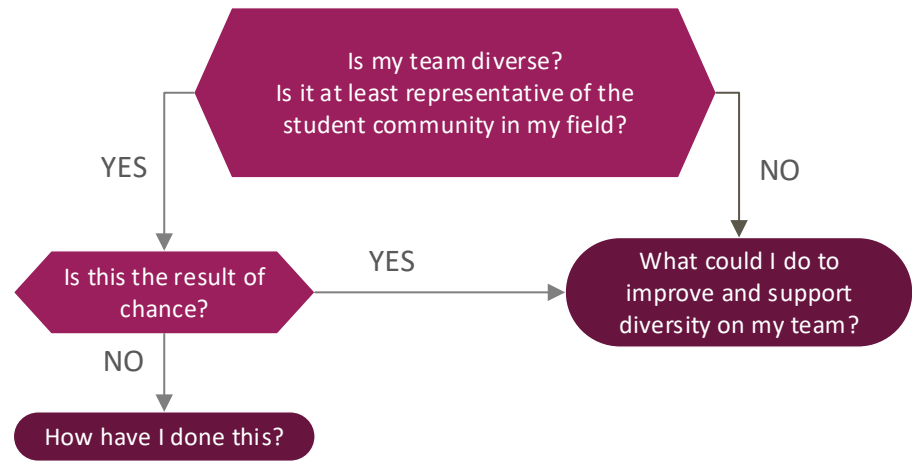 Is my team diverse?
Is it at least representative of the
student community in my field?
YES
NO
Is this the result of
chance?
YES
What could I do to
improve and support
diversity on my team?
NO
How have I done this?